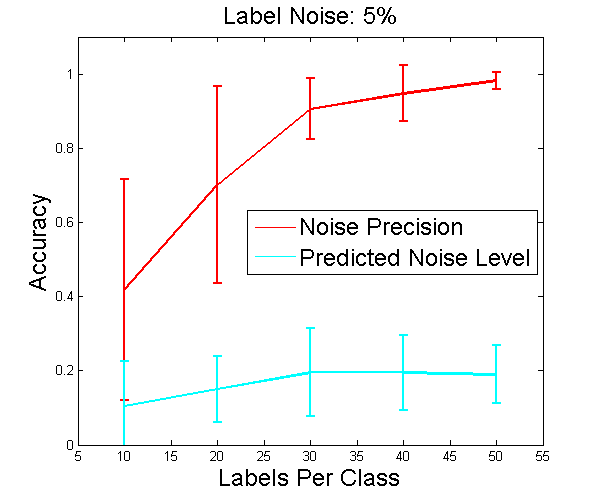 Label Noise: 5%
1
0.8
0.6
0.4
0.2
0
Accuracy
Noise Precision
Predicted Noise Level
5 10 15 20 25 30 35 40 45 50 55
Labels Per Class